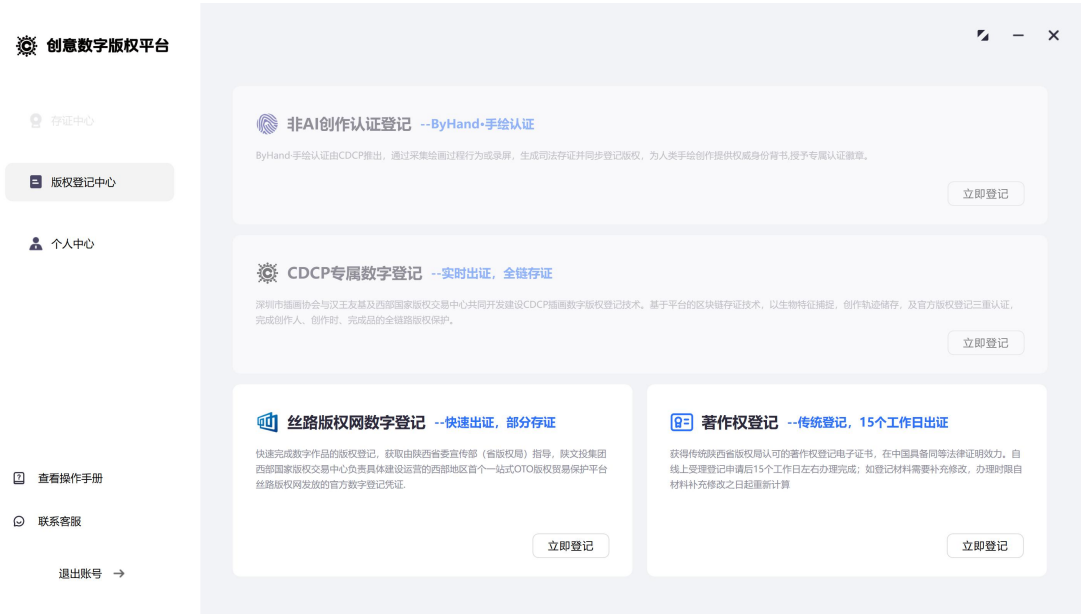 创意数字版权平台
存证中心
版权登记中心
个人中心
查看操作手册
联系客服
退出账号
非AI创作认证登记 --ByHand·手绘认证
ByHand-手绘认证由CDCP推出，通过采集绘画过程行为或录屏，生成司法存证并同步登记版权，为人类手绘创作提供权威身份背书,授予专属认证徽章。
立即登记
CDCP专属数字登记 --实时出证，全链存证
深圳市插画协会与汉王友基及西部国家版权交易中心共同开发建设CDCP插画数字版权登记技术。基于平台的区块链存证技术，以生物特征捕捉，创作轨迹储存，及官方版权登记三重认证，
完成创作人、创作时、完成品的全链路版权保护。
立即登记
丝路版权网数字登记 --快速出证，部分存证
快速完成数字作品的版权登记，获取由陕西省委宣传部（省版权局）指导，陕文投集团
西部国家版权交易中心负责具体建设运营的西部地区首个一站式OTO版权贸易保护平台
丝路版权网发放的官方数字登记凭证.
立即登记
著作权登记 --传统登记，15个工作日出证
获得传统陕西省版权局认可的著作权登记电子证书，在中国具备同等法律证明效力。自
线上受理登记申请后15个工作日左右办理完成；如登记材料需要补充修改，办理时限自
材料补充修改之日起重新计算
立即登记